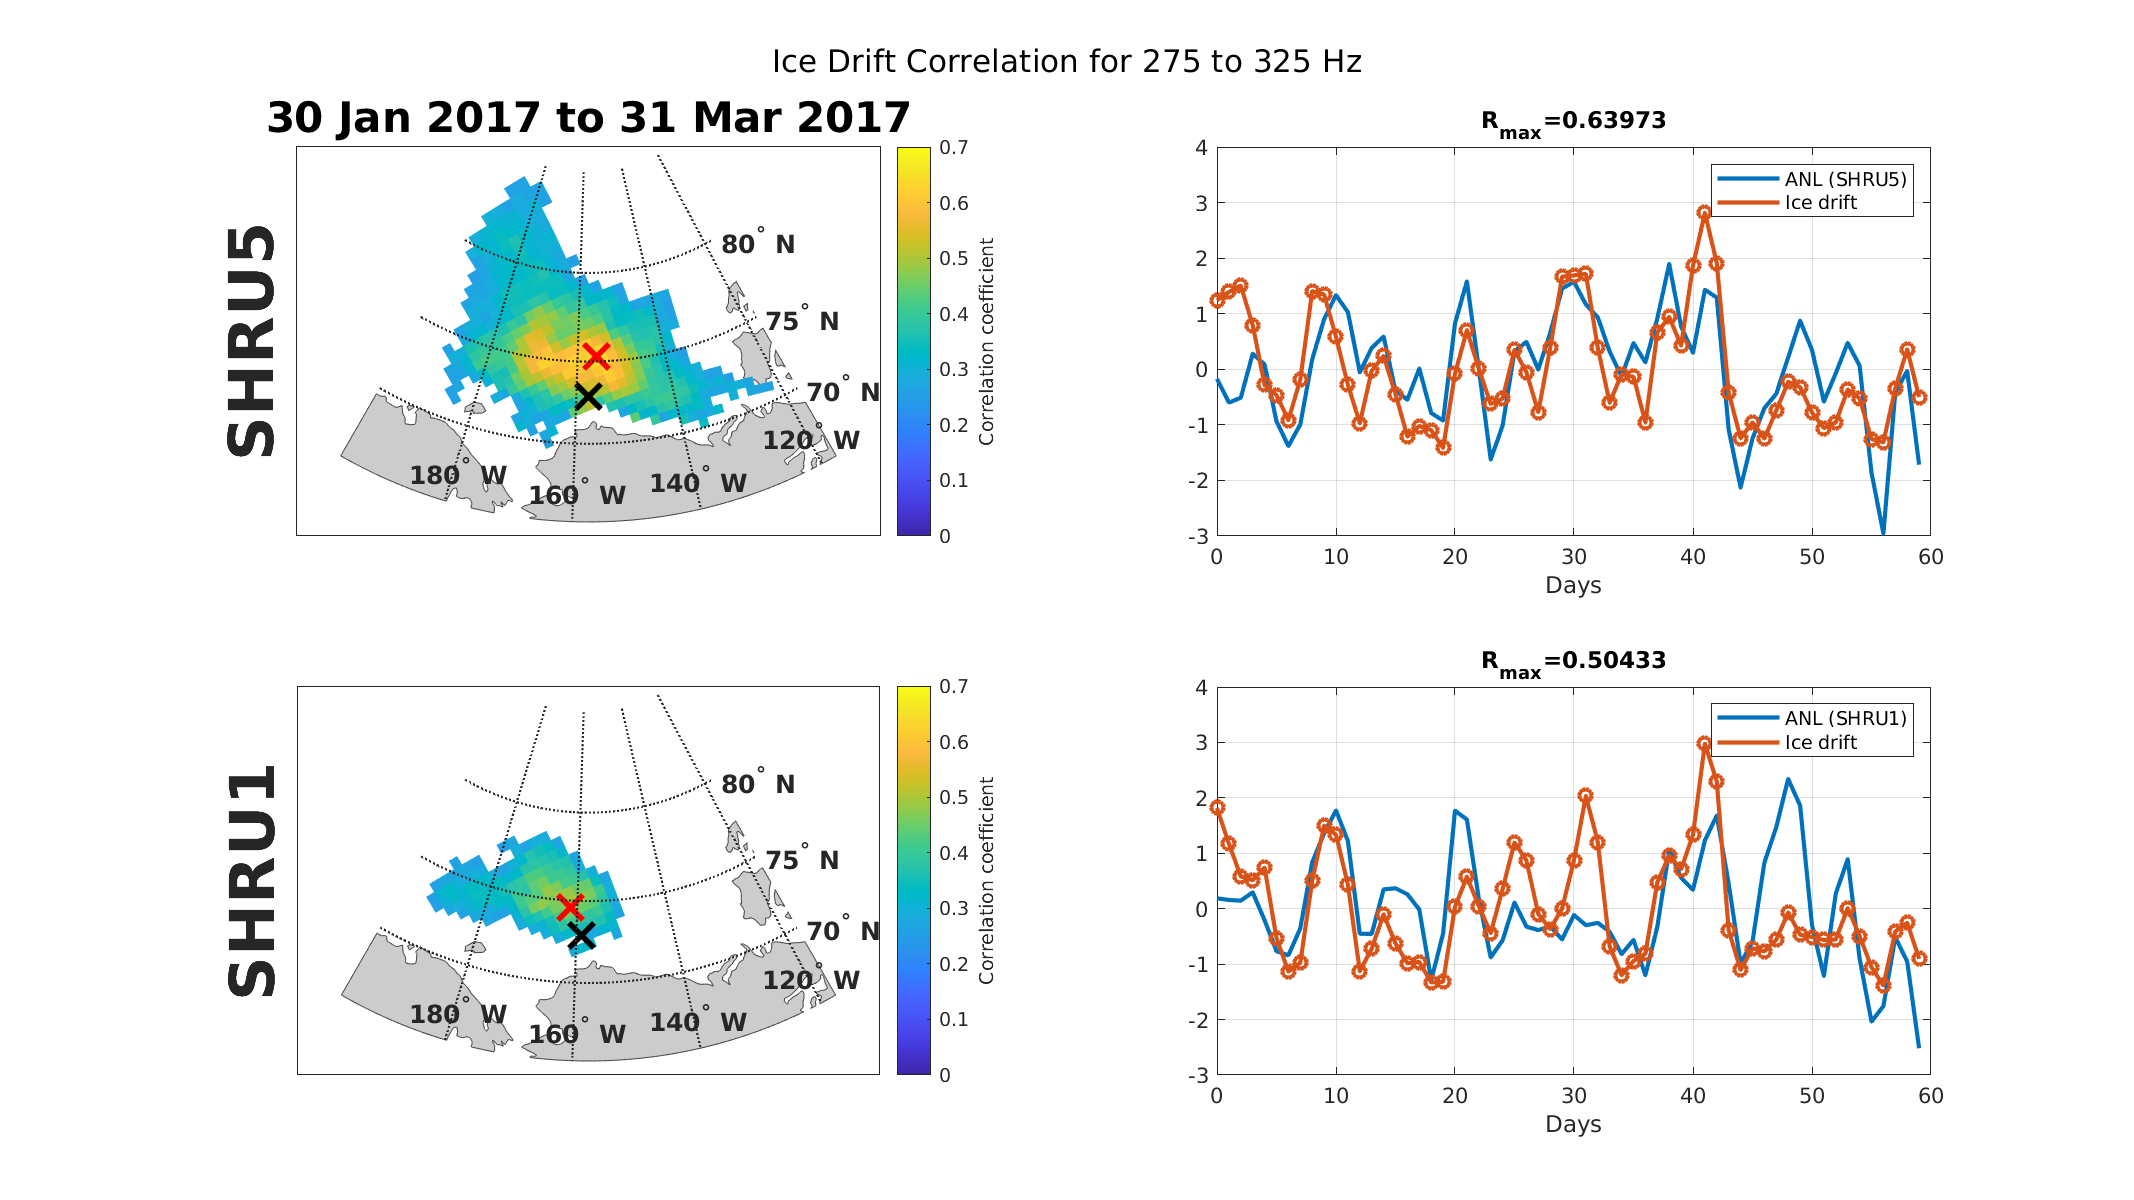 Ice Drift Correlation for 275 to 325 Hz
30 Jan 2017 to 31 Mar 2017
SHRU5
80° N
75° N
70° N
120° W
140° W
160° W
180° W
0.7
0.6
0.5
0.4
0.3
0.2
0.1
0
Correlation coefficient
Rmax=0.63973
ANL (SHRU5)
Ice drift
4
3
2
1
0
-1
-2
-3
0 10 20 30 40 50 60
Days
SHRU1
80° N
75° N
70° N
120° W
140° W
160° W
180° W
0.7
0.6
0.5
0.4
0.3
0.2
0.1
0
Correlation coefficient
Rmax=0.50433
ANL (SHRU1)
Ice drift
4
3
2
1
0
-1
-2
-3
0 10 20 30 40 50 60
Days